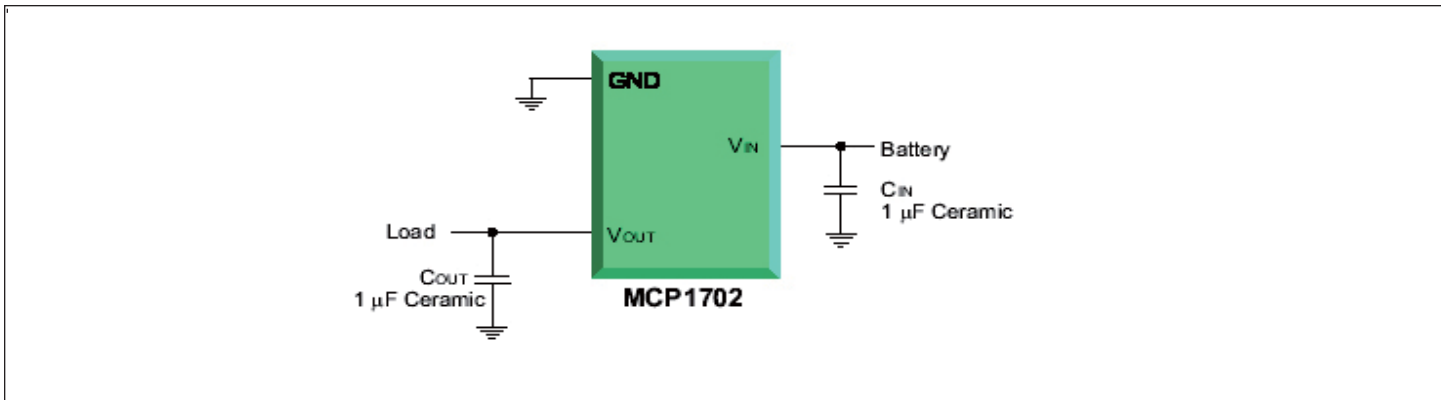 GND
VIN
Battery
CIN
1 μF Ceramic
Load
VOUT
COUT
1 μF Ceramic
MCP1702